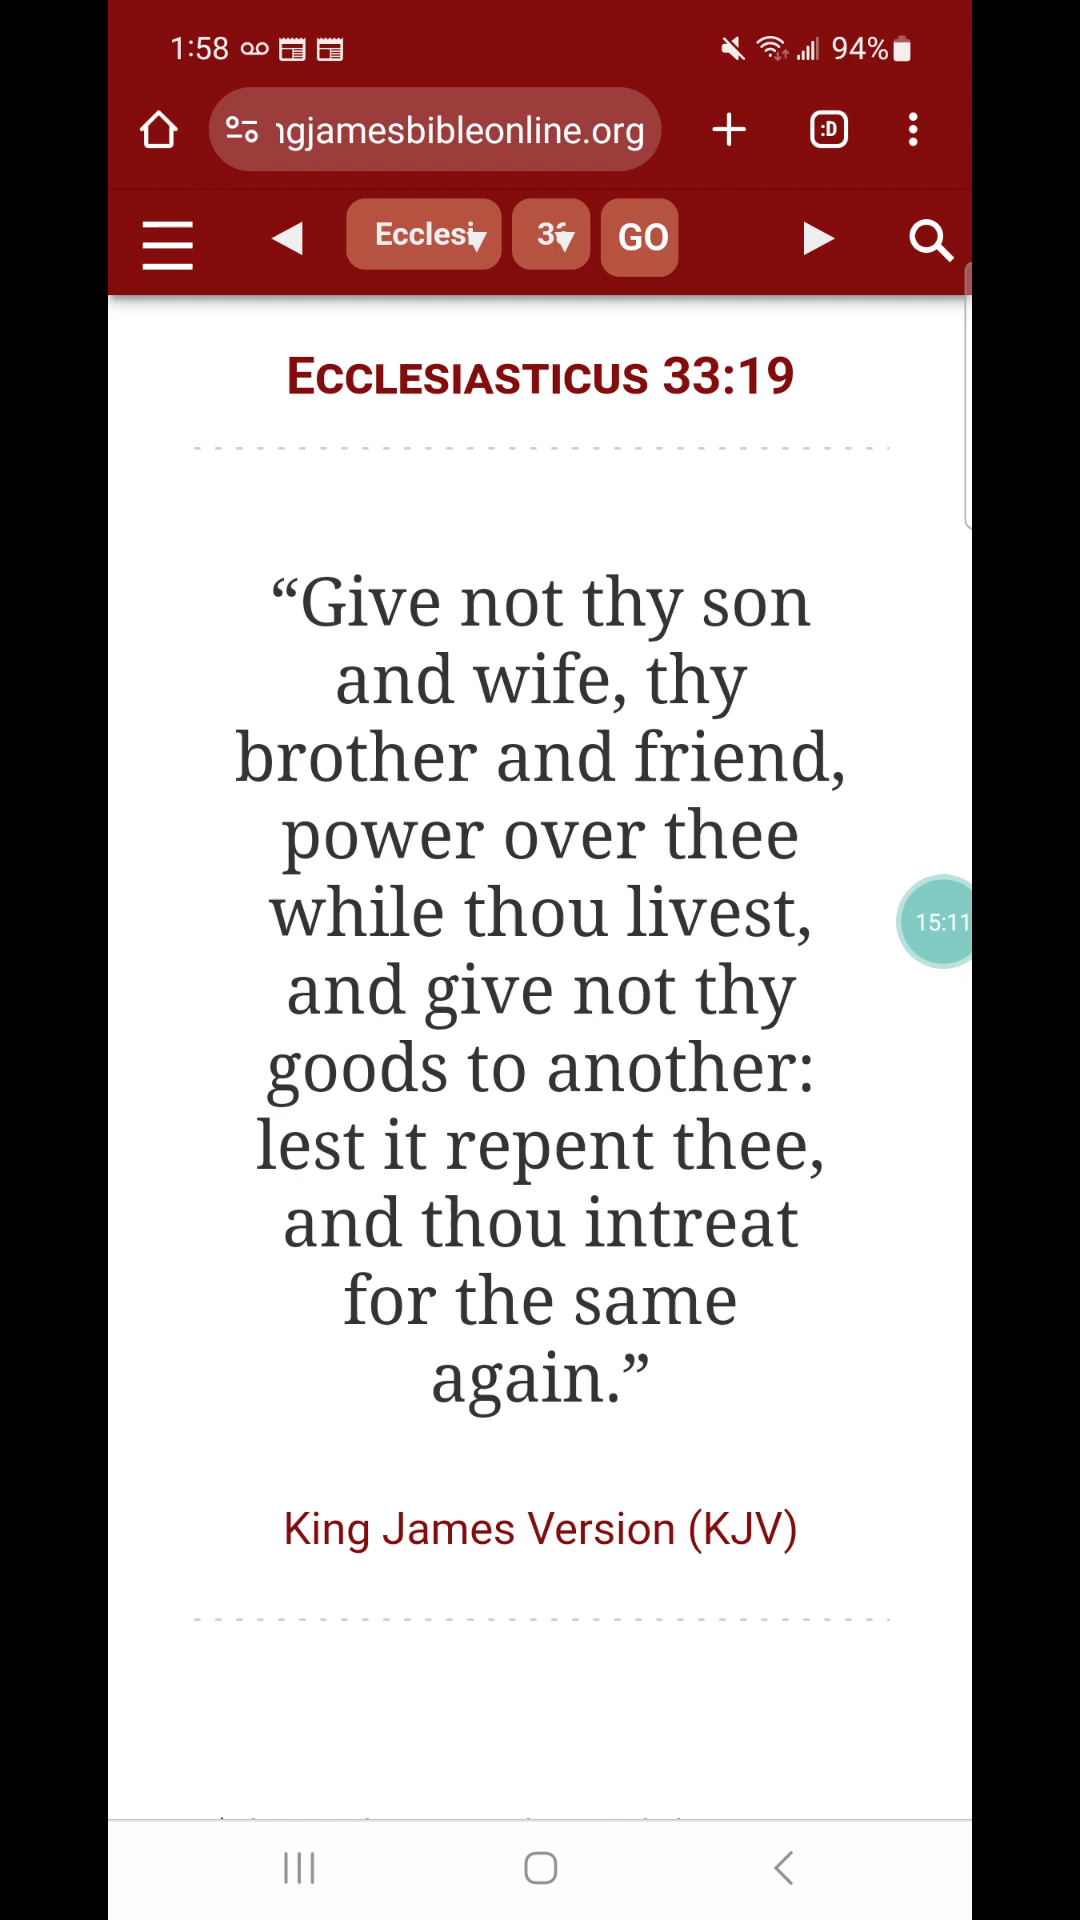 1:58
94%
ngjamesbibleonline.org
:D
Ecclesi
GO
ECCLESIASTICUS 33:19
“Give not thy son
and wife, thy
brother and friend,
power over thee
while thou livest,
and give not thy
goods to another:
lest it repent thee,
and thou intreat
for the same
again.”
15:11
King James Version (KJV)